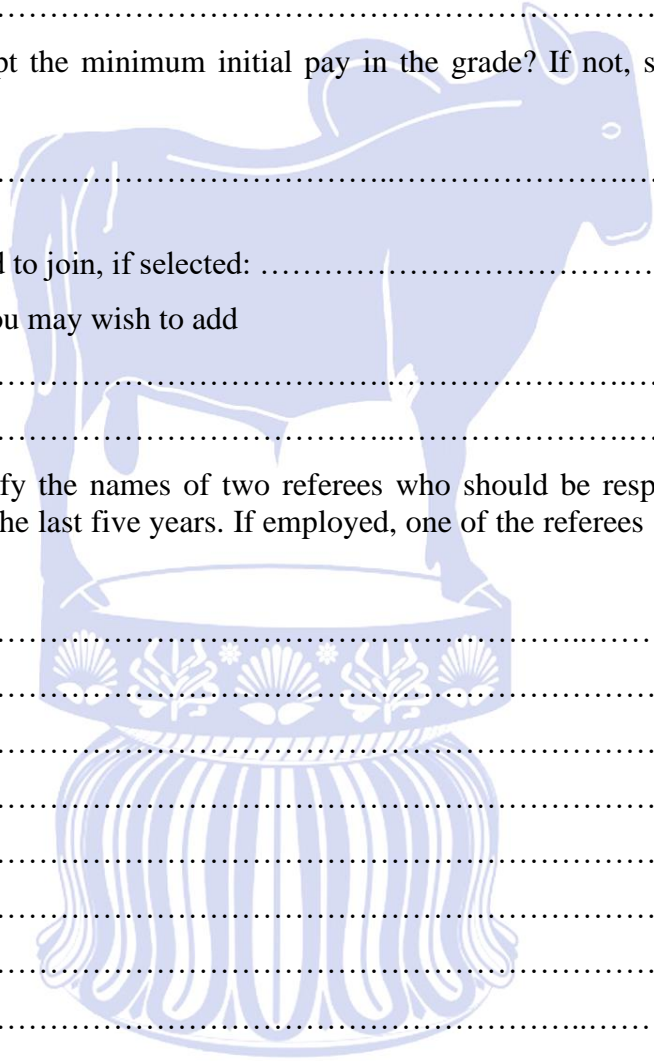 ………………………………………………………………
pt the minimum initial pay in the grade? If not, s
…………………………………..…………………….…
d to join, if selected: …………………………………
ou may wish to add
…………………………………..…………………….…
…………………………………..…………………….…
ify the names of two referees who should be resp
he last five years. If employed, one of the referees
……………………………………………………..……
………………………………………………………………
………………………………………………………………
………………………………………………………………
………………………………………………………………
………………………………………………………………
………………………………………………………………
……………………………………………………..……